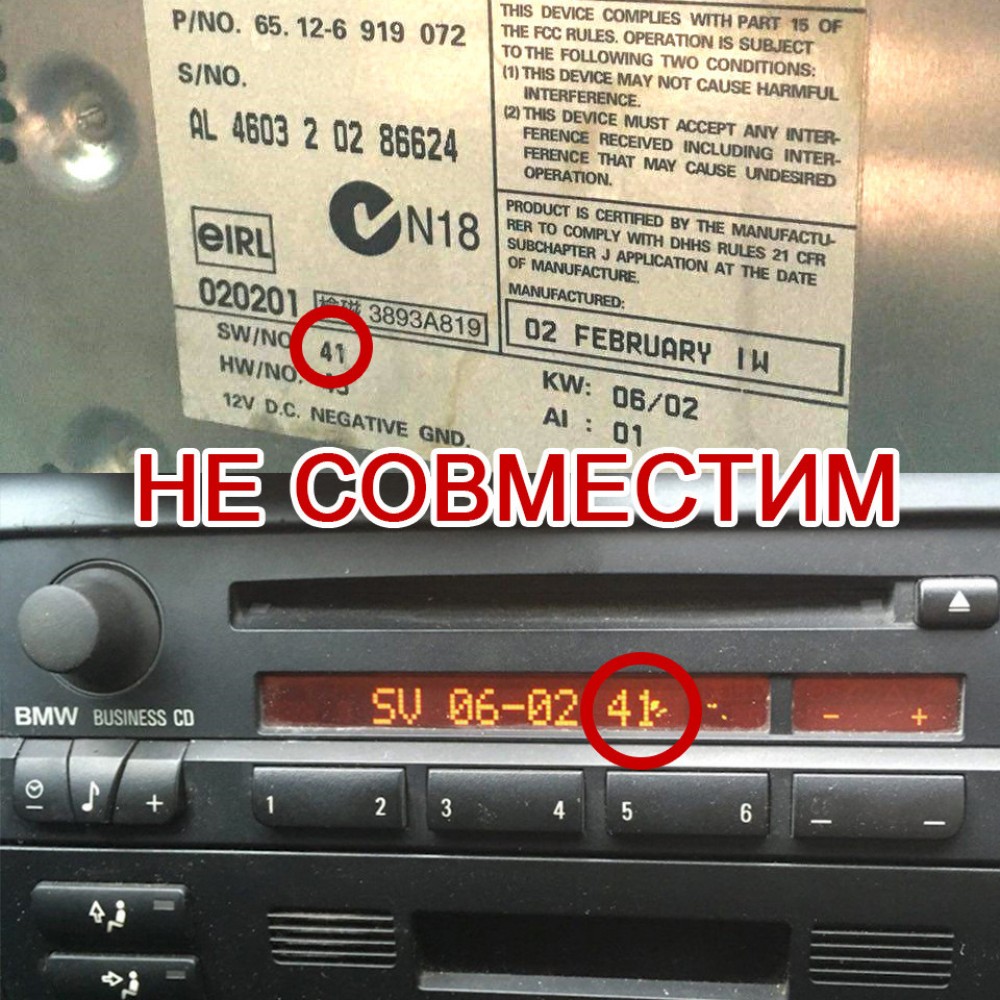 P/NO. 65. 12-6 919 072
S/NO.
AL 4603 2 02 86624
eIRL
N18
020201
3893A819
SW/NO.
41
HW/NO.
12V D.C. NEGATIVE GND.
THIS DEVICE COMPLIES WITH PART 15 OF
THE FCC RULES. OPERATION IS SUBJECT
TO THE FOLLOWING TWO CONDITIONS:
(1) THIS DEVICE MAY NOT CAUSE HARMFUL
INTERFERENCE.
(2) THIS DEVICE MUST ACCEPT ANY INTER-
FERENCE RECEIVED INCLUDING INTER-
FERENCE THAT MAY CAUSE UNDESIRED
OPERATION.
PRODUCT IS CERTIFIED BY THE MANUFACTU-
RER TO COMPLY WITH DHHS RULES 21 CFR
SUBCHAPTER J APPLICATION AT THE DATE
OF MANUFACTURE.
MANUFACTURED:
02 FEBRUARY 1W
KW: 06/02
AI : 01
НЕ СОВМЕСТИМ
SV 06-02 41
- +
BMW BUSINESS CD
+
1 2
3 4
5 6